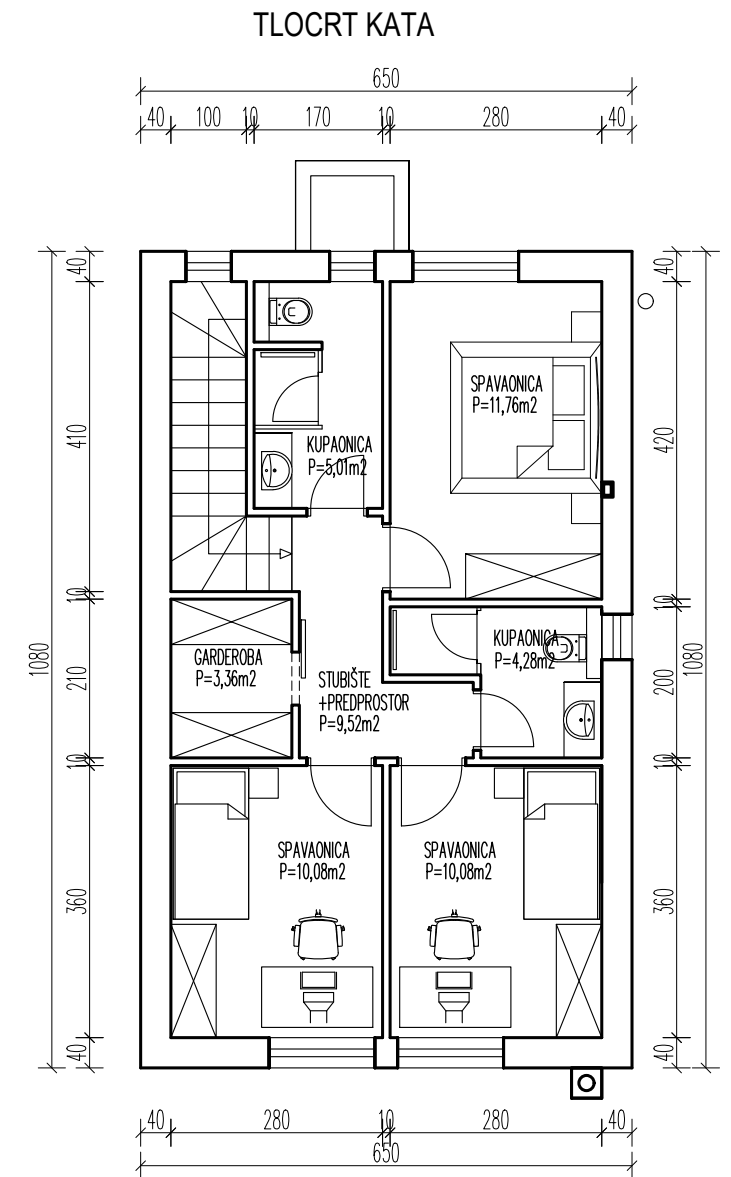 TLOCRT KATA
650
40 100 10 170 10 280 40
40
40
SPAVAONICA
P=11,76m2
410
KUPAONICA
P=5,01m2
420
10
10
1080
210
GARDEROBA
P=3,36m2
STUBIŠTE
+PREDPROSTOR
P=9,52m2
KUPAONICA
P=4,28m2
200
1080
10
10
SPAVAONICA
P=10,08m2
SPAVAONICA
P=10,08m2
360
360
40
40
40 280 10 280 40
650